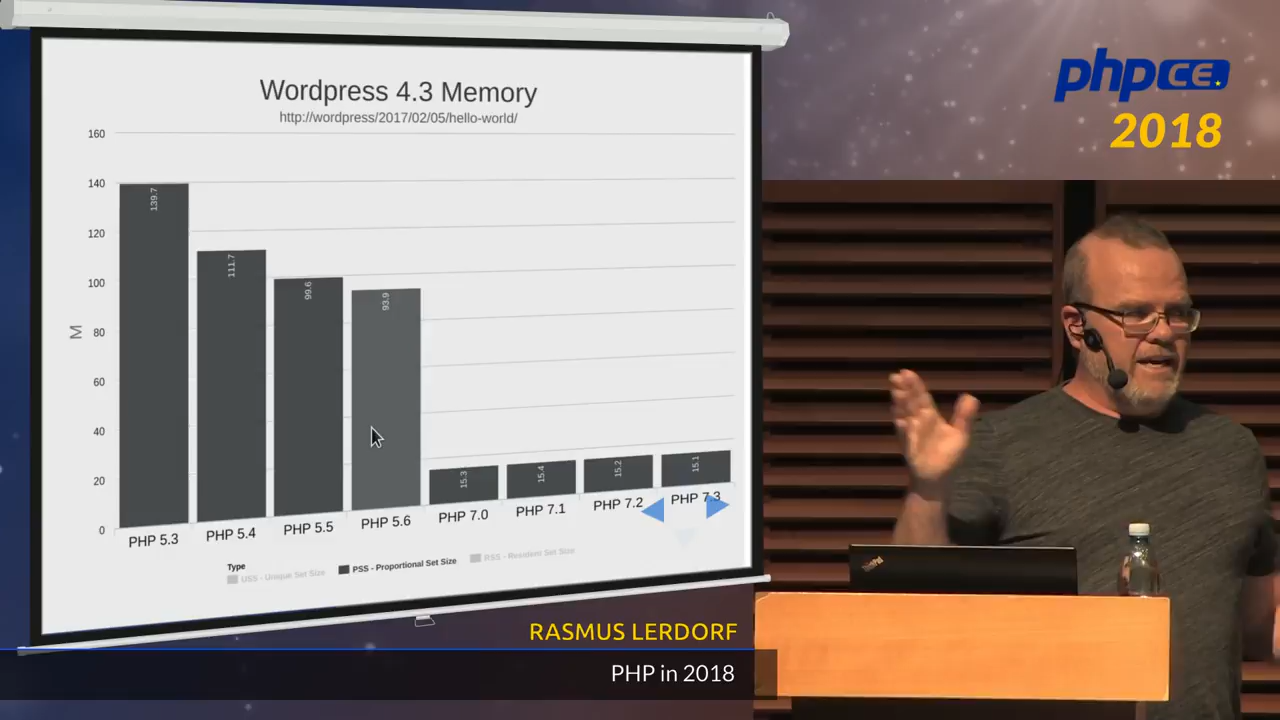 Wordpress 4.3 Memory
http://wordpress/2017/02/05/hello-world/
160
140
120
100
80
60
40
20
0
M
139.7
111.7
99.6
93.9
15.3
15.4
15.2
15.1
PHP 5.3
PHP 5.4
PHP 5.5
PHP 5.6
PHP 7.0
PHP 7.1
PHP 7.2
PHP 7.3
Type
USS - Unique Set Size
PSS - Proportional Set Size
RSS - Resident Set Size
phpCE.
2018
ThinkPad
RASMUS LERDORF
PHP in 2018